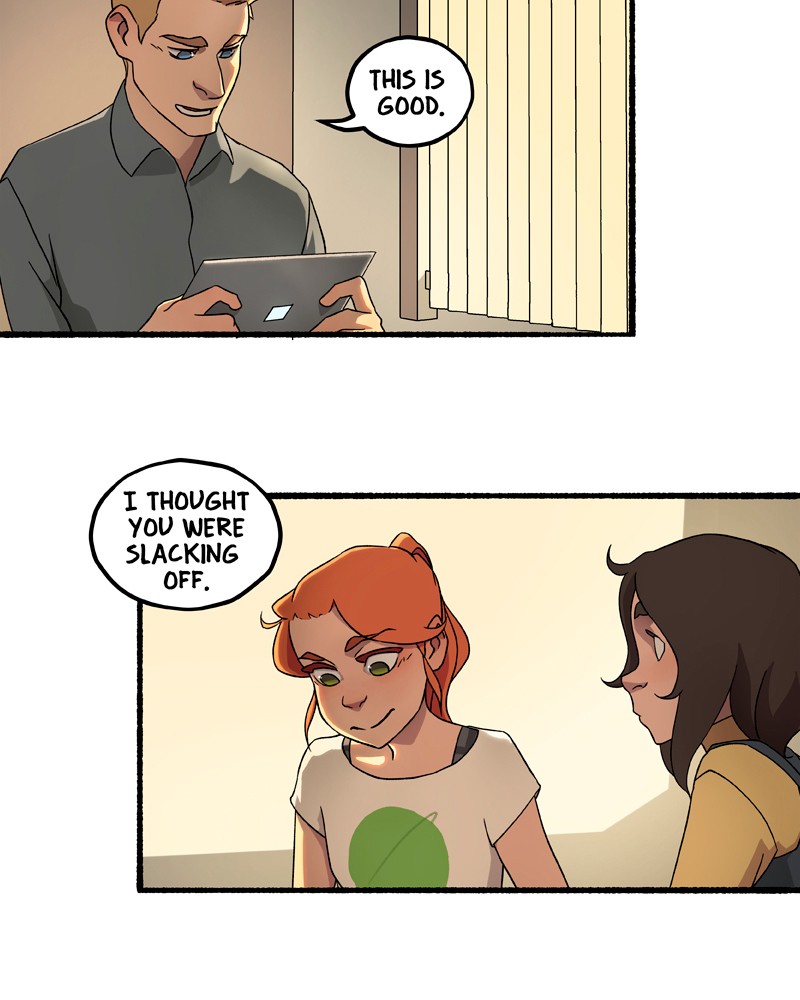 THIS IS
GOOD.
I THOUGHT
YOU WERE
SLACKING
OFF.